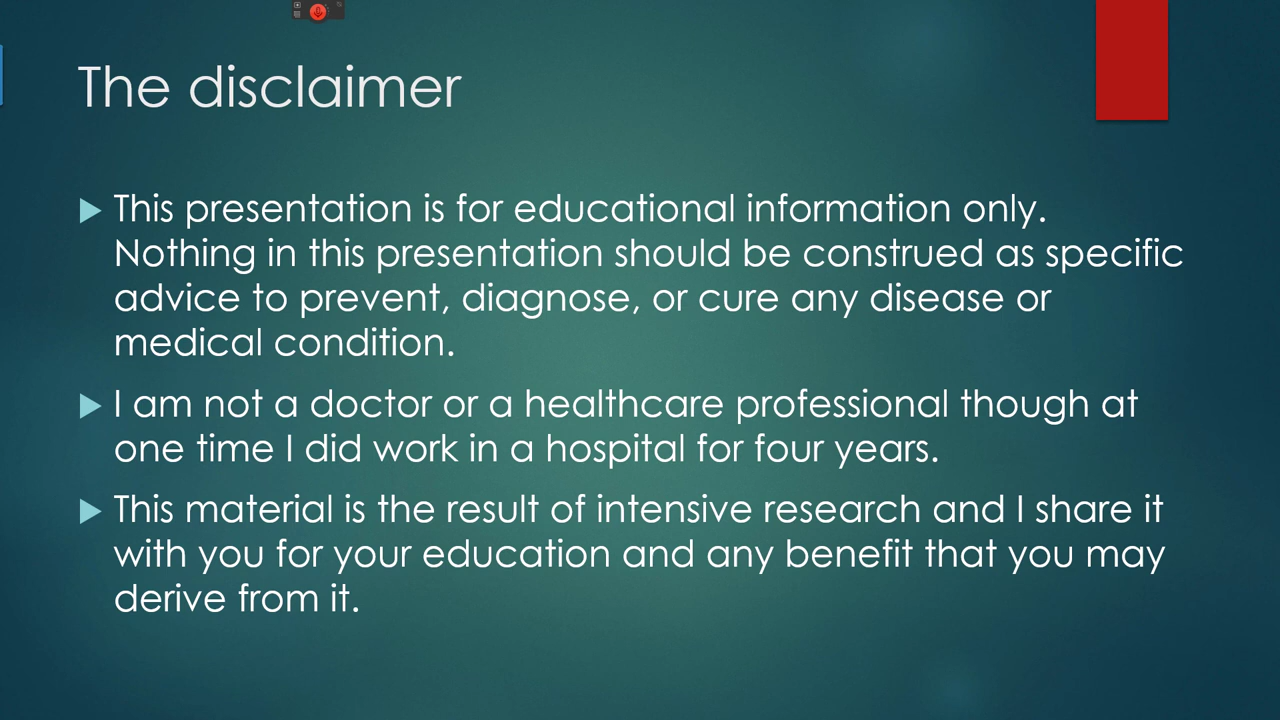 The disclaimer
This presentation is for educational information only.
Nothing in this presentation should be construed as specific
advice to prevent, diagnose, or cure any disease or
medical condition.
I am not a doctor or a healthcare professional though at
one time I did work in a hospital for four years.
This material is the result of intensive research and I share it
with you for your education and any benefit that you may
derive from it.